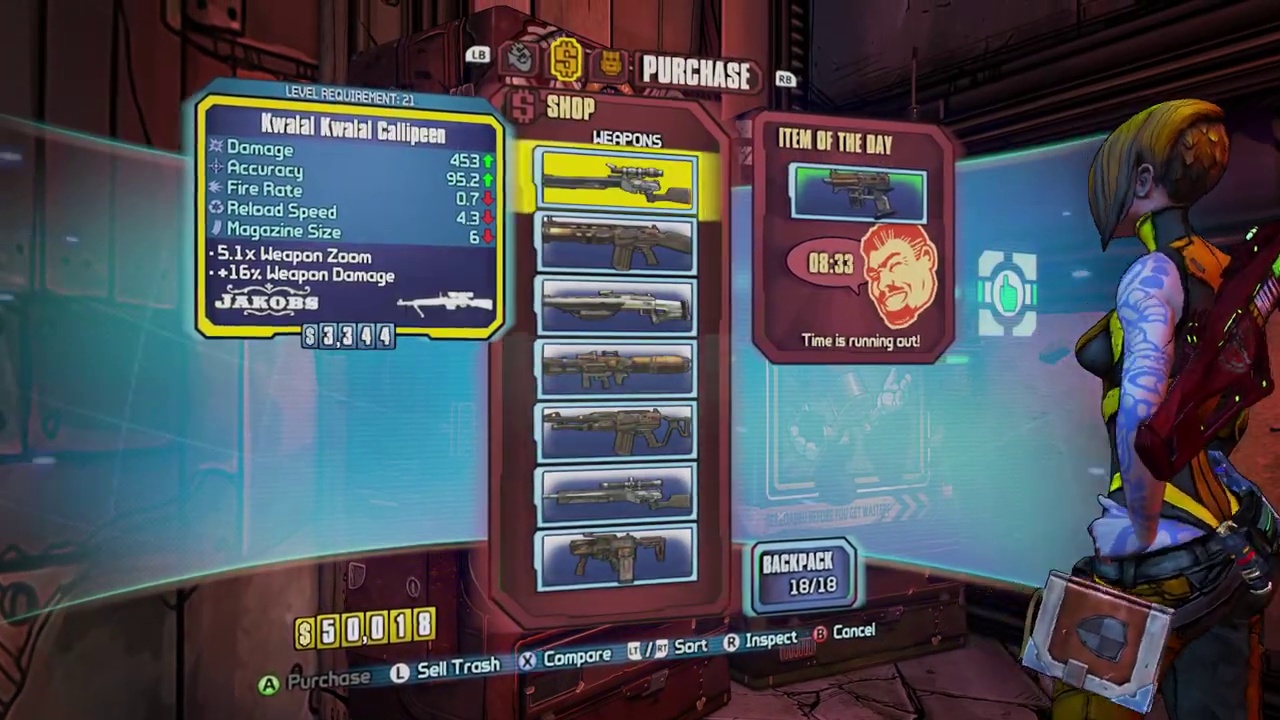 LB
PURCHASE
RB
LEVEL REQUIREMENT: 21
Kwalal Kwalal Callipeen
Damage 453
Accuracy 95.2
Fire Rate 0.7
Reload Speed 4.3
Magazine Size 6
• 5.1x Weapon Zoom
• +16% Weapon Damage
JAKOBS
$3,344
$ SHOP
WEAPONS
ITEM OF THE DAY
08:33
Time is running out!
BACKPACK
18/18
$50,018
A Purchase L Sell Trash X Compare LT / RT Sort R Inspect B Cancel